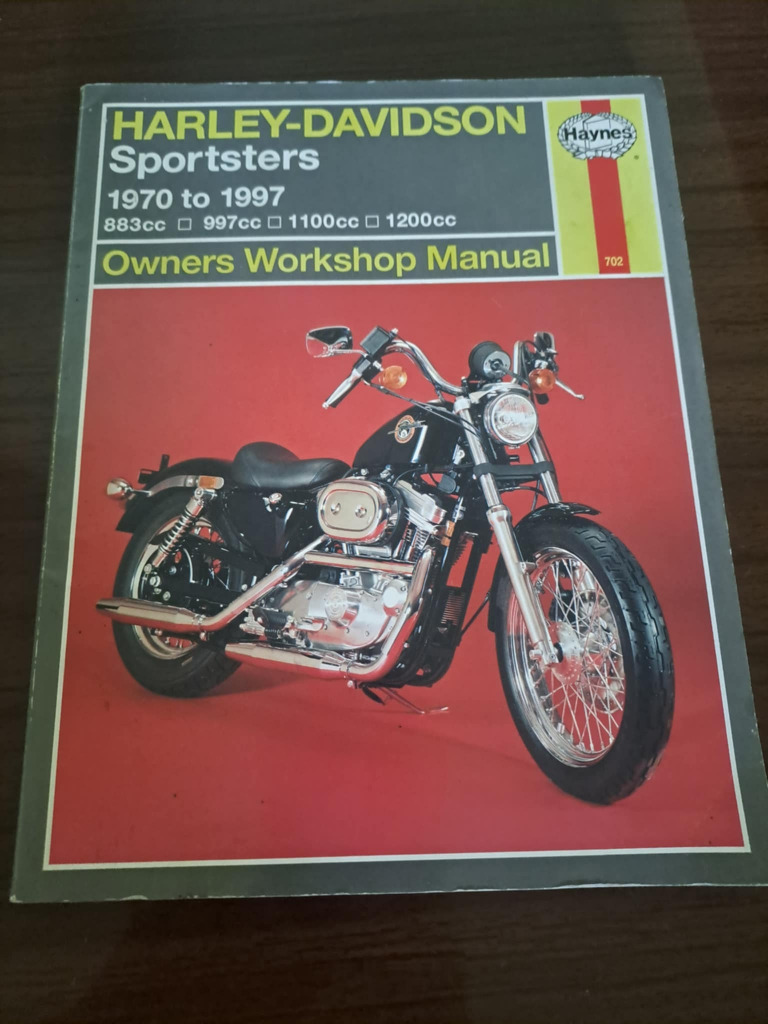 HARLEY-DAVIDSON
Sportsters
1970 to 1997
883cc □ 997cc □ 1100cc □ 1200cc
Owners Workshop Manual
Haynes
702